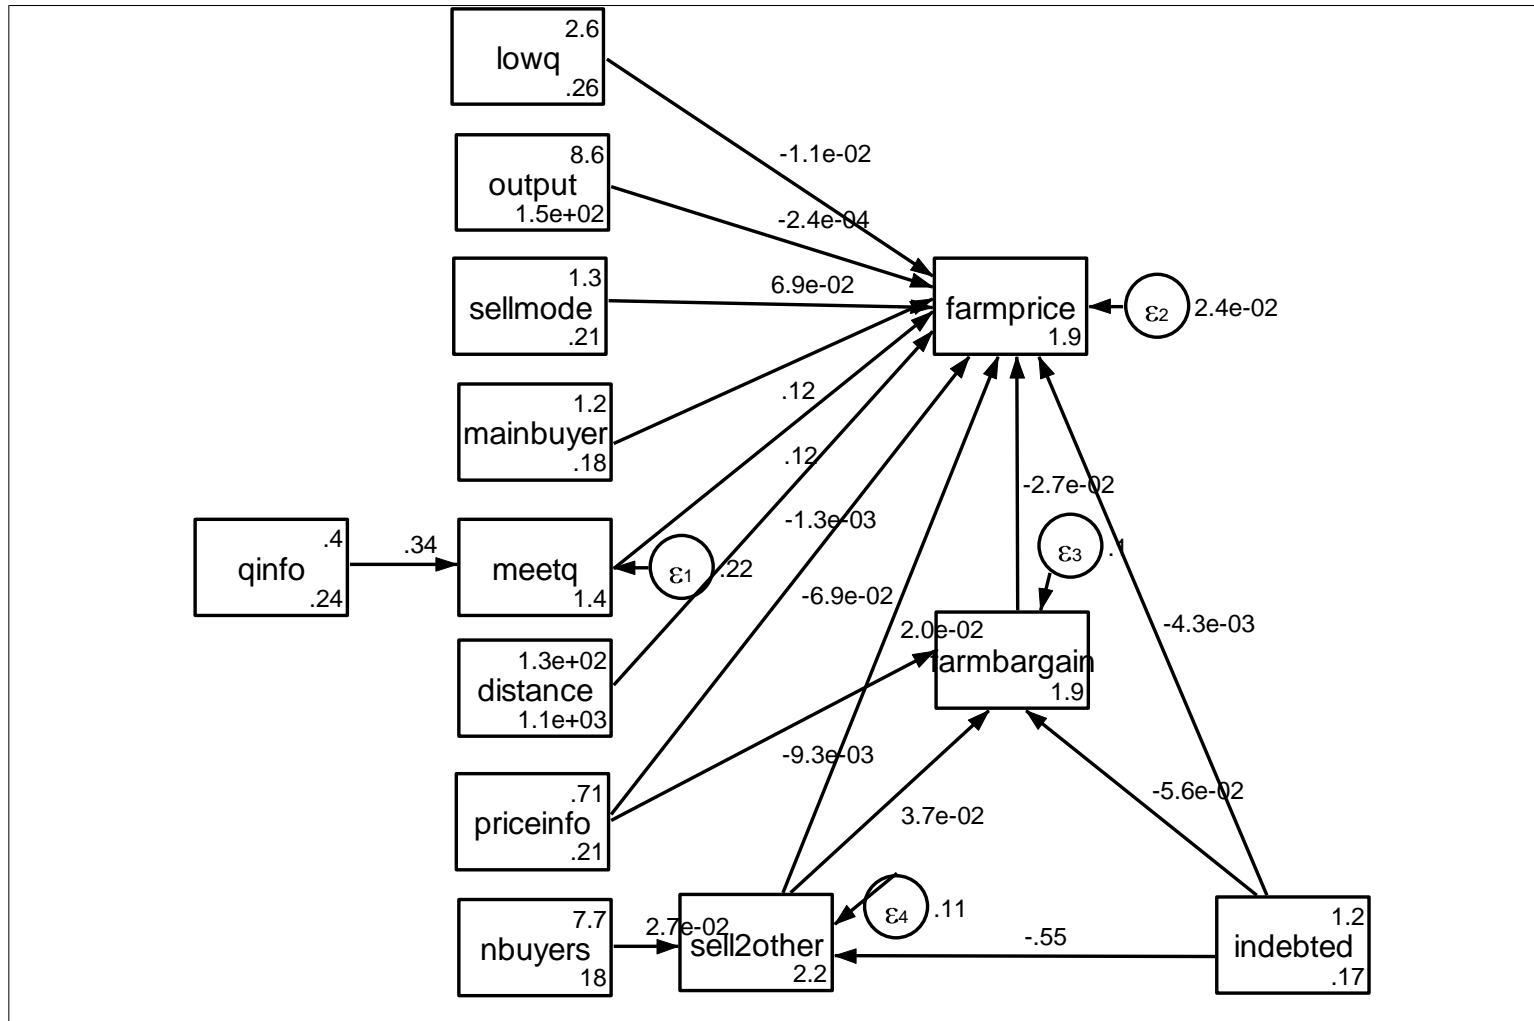 2.6
lowq
.26
-1.1e-02
8.6
output
1.5e+02
-2.4e-04
1.3
sellmode
.21
6.9e-02
farmprice
1.9
ε2
2.4e-02
1.2
mainbuyer
.18
.12
.12
-2.7e-02
.4
qinfo
.24
.34
meetq
1.4
ε1
.22
-1.3e-03
ε3
.1
-6.9e-02
2.0e-02
farmbargain
1.9
-4.3e-03
1.3e+02
distance
1.1e+03
-9.3e-03
.71
priceinfo
.21
3.7e-02
-5.6e-02
7.7
nbuyers
18
2.7e-02
sell2other
2.2
ε4
.11
-.55
1.2
indebted
.17